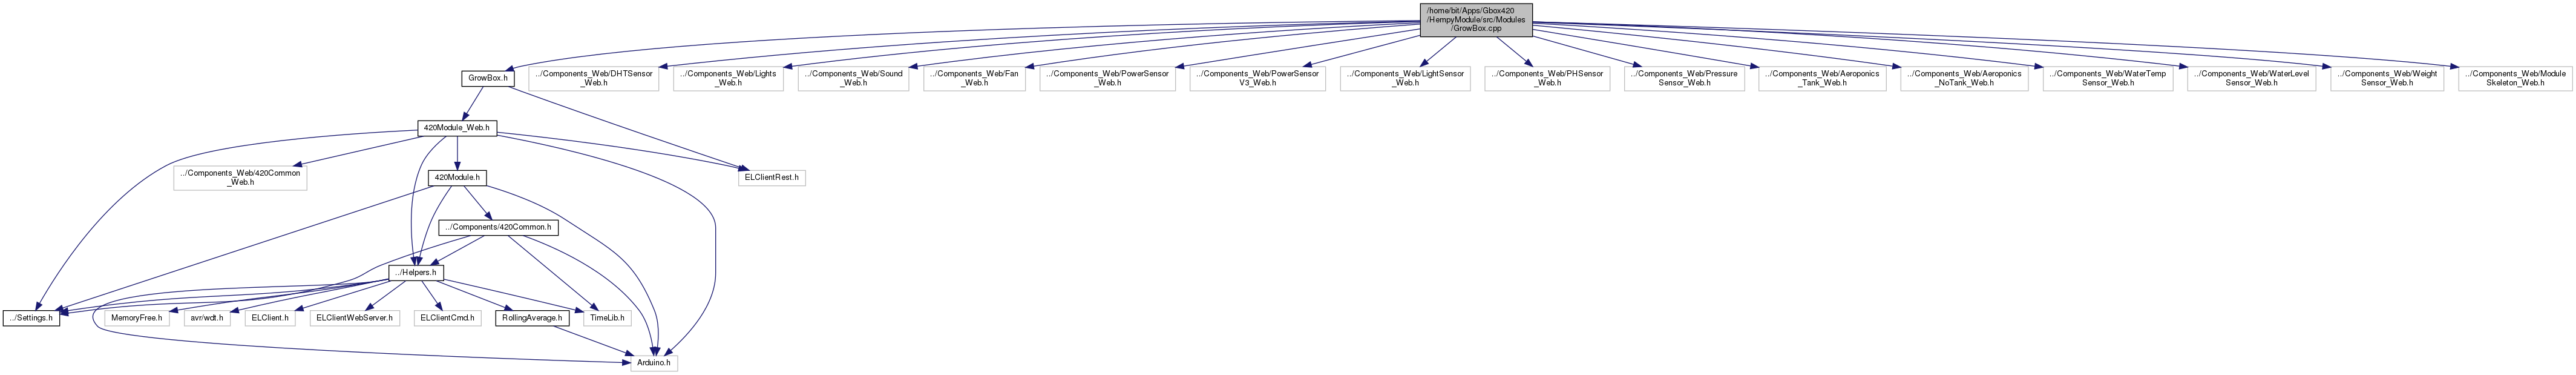 /home/bit/Apps/Gbox420
/HempyModule/src/Modules
/GrowBox.cpp
GrowBox.h
../Components_Web/DHTSensor
_Web.h
../Components_Web/Lights
_Web.h
../Components_Web/Sound
_Web.h
../Components_Web/Fan
_Web.h
../Components_Web/PowerSensor
_Web.h
../Components_Web/PowerSensor
V3_Web.h
../Components_Web/LightSensor
_Web.h
../Components_Web/PHSensor
_Web.h
../Components_Web/Pressure
Sensor_Web.h
../Components_Web/Aeroponics
_Tank_Web.h
../Components_Web/Aeroponics
_NoTank_Web.h
../Components_Web/WaterTemp
Sensor_Web.h
../Components_Web/WaterLevel
Sensor_Web.h
../Components_Web/Weight
Sensor_Web.h
../Components_Web/Module
Skeleton_Web.h
420Module_Web.h
../Components_Web/420Common
_Web.h
420Module.h
ELClientRest.h
../Components/420Common.h
../Helpers.h
../Settings.h
MemoryFree.h
avr/wdt.h
ELClient.h
ELClientWebServer.h
ELClientCmd.h
RollingAverage.h
TimeLib.h
Arduino.h